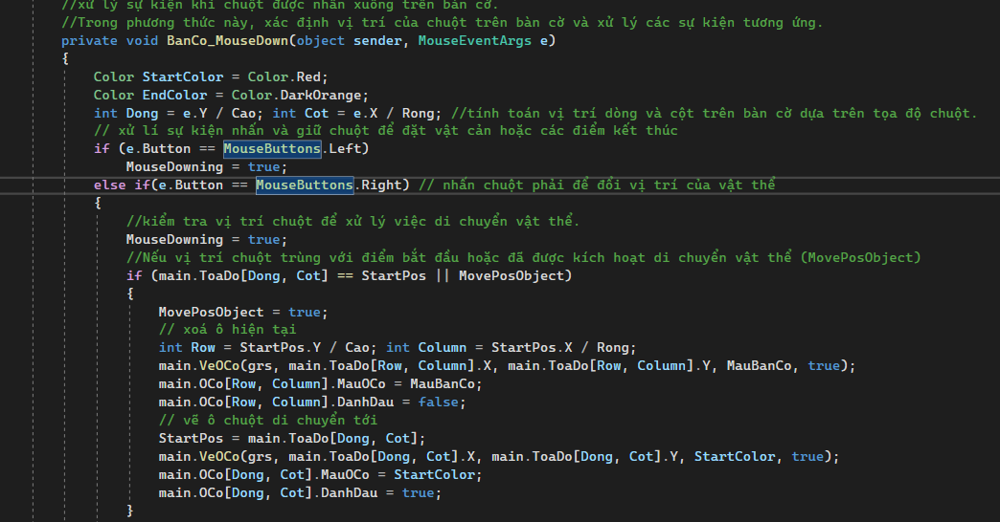 //xử lý sự kiện khi chuột được nhấn xuống trên bàn cờ.
//Trong phương thức này, xác định vị trí của chuột trên bàn cờ và xử lý các sự kiện tương ứng.
private void BanCo_MouseDown(object sender, MouseEventArgs e)
{
Color StartColor = Color.Red;
Color EndColor = Color.DarkOrange;
int Dong = e.Y / Cao; int Cot = e.X / Rong; //tính toán vị trí dòng và cột trên bàn cờ dựa trên tọa độ chuột.
// xử lí sự kiện nhấn và giữ chuột để đặt vật cản hoặc các điểm kết thúc
if (e.Button == MouseButtons.Left)
MouseDowning = true;
else if(e.Button == MouseButtons.Right) // nhấn chuột phải để đổi vị trí của vật thể
{
//kiểm tra vị trí chuột để xử lý việc di chuyển vật thể.
MouseDowning = true;
//Nếu vị trí chuột trùng với điểm bắt đầu hoặc đã được kích hoạt di chuyển vật thể (MovePosObject)
if (main.ToaDo[Dong, Cot] == StartPos || MovePosObject)
{
MovePosObject = true;
// xoá ô hiện tại
int Row = StartPos.Y / Cao; int Column = StartPos.X / Rong;
main.VeOCo(grs, main.ToaDo[Row, Column].X, main.ToaDo[Row, Column].Y, MauBanCo, true);
main.OCo[Row, Column].MauOCo = MauBanCo;
main.OCo[Row, Column].DanhDau = false;
// vẽ ô chuột di chuyển tới
StartPos = main.ToaDo[Dong, Cot];
main.VeOCo(grs, main.ToaDo[Dong, Cot].X, main.ToaDo[Dong, Cot].Y, StartColor, true);
main.OCo[Dong, Cot].MauOCo = StartColor;
main.OCo[Dong, Cot].DanhDau = true;
}